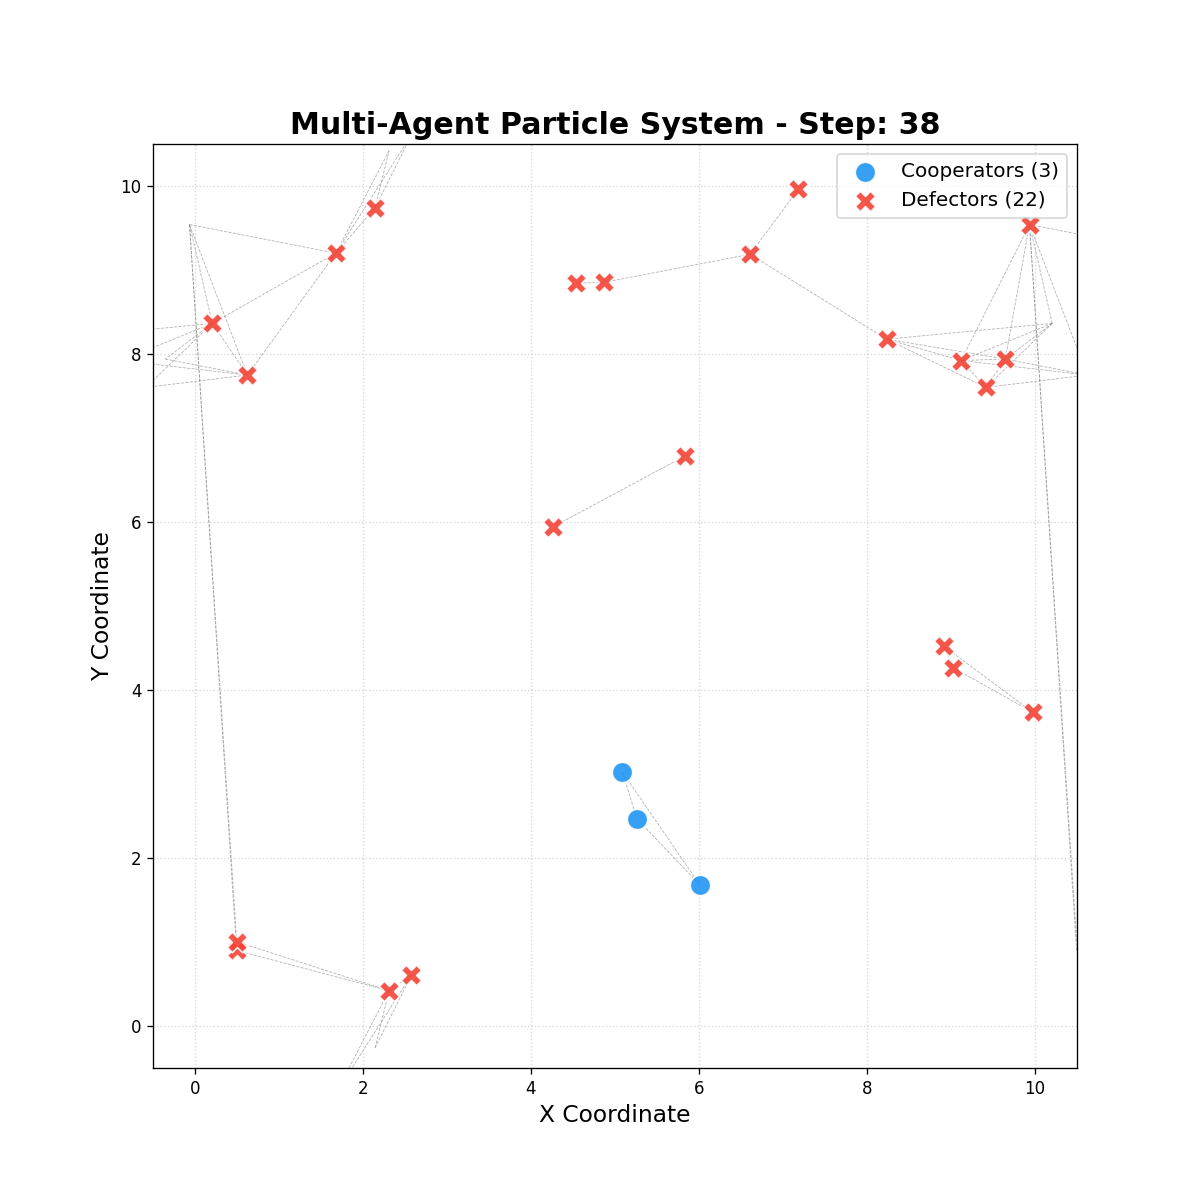 Multi-Agent Particle System - Step: 38
Cooperators (3)
Defectors (22)
Y Coordinate
10
8
6
4
2
0
0 2 4 6 8 10
X Coordinate